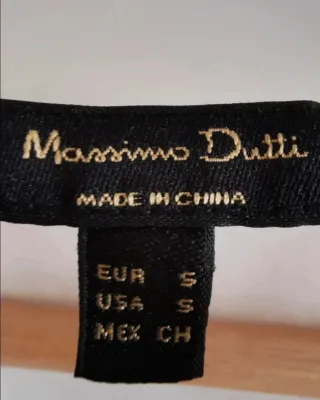 Massimo Dutti
MADE IN CHINA
EUR S
USA S
MEX CH